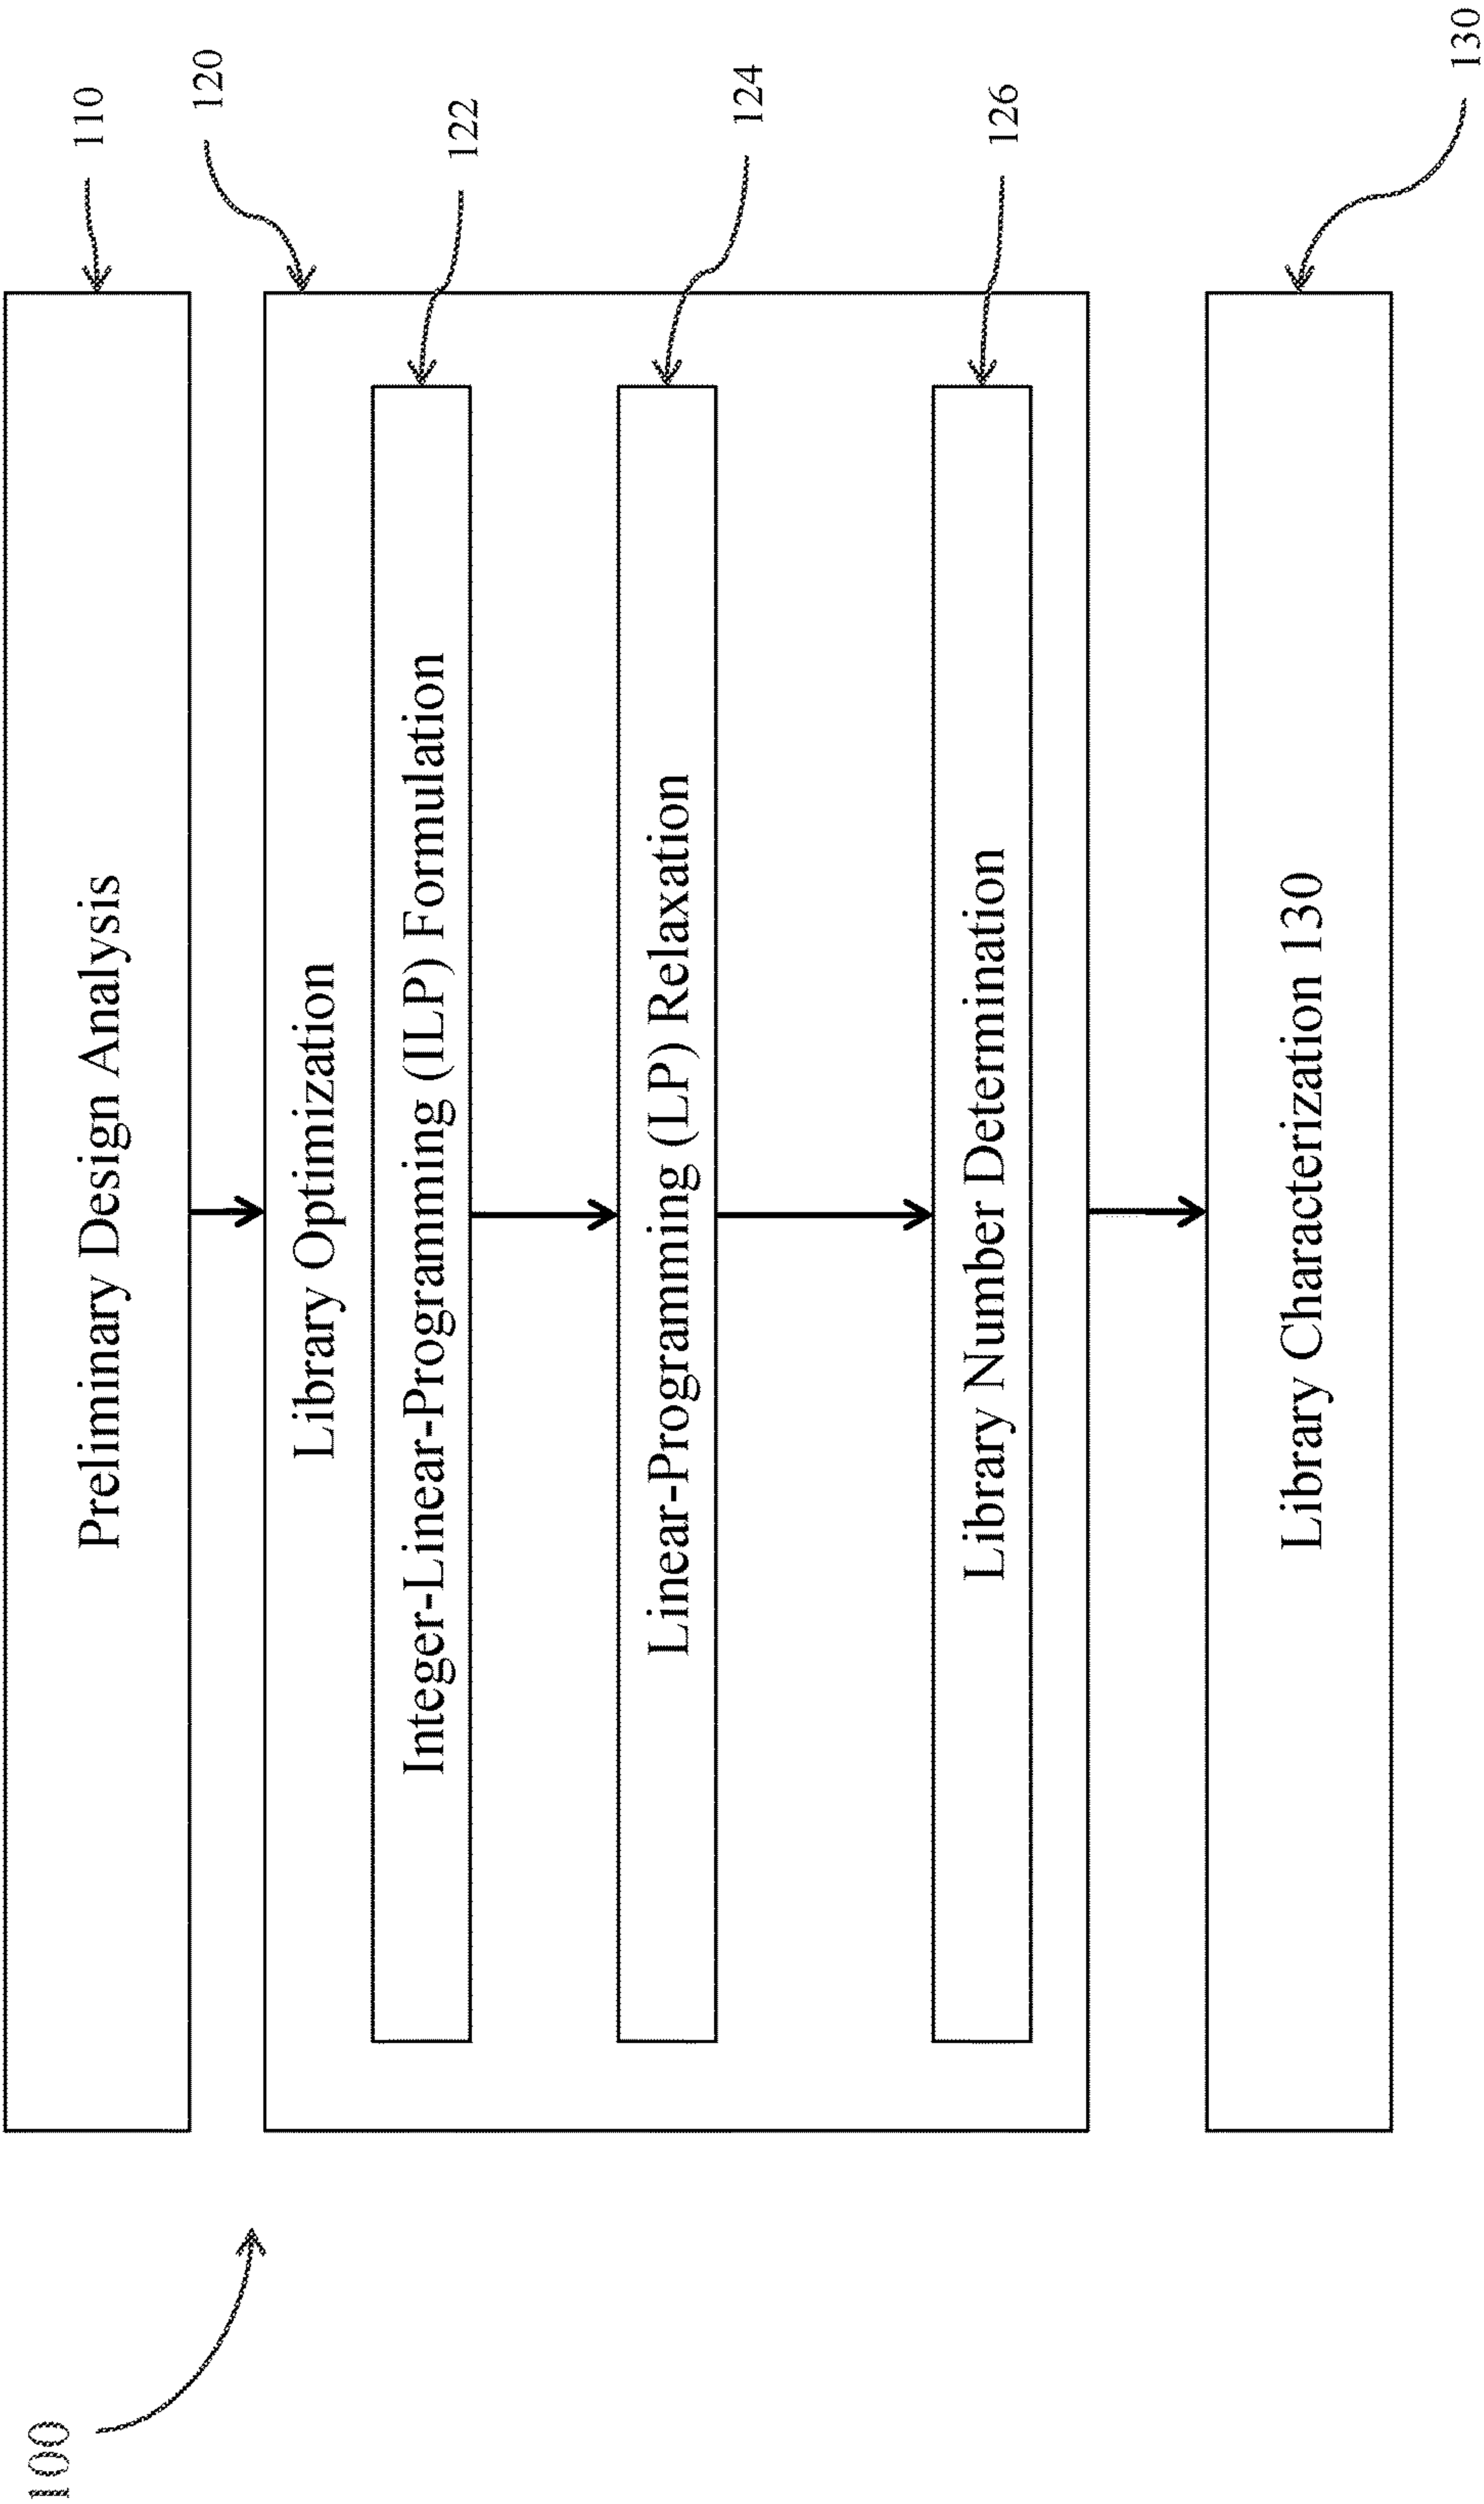 100
Preliminary Design Analysis
110
Library Optimization
120
Integer-Linear-Programming (ILP) Formulation
122
Linear-Programming (LP) Relaxation
124
Library Number Determination
126
Library Characterization 130
130